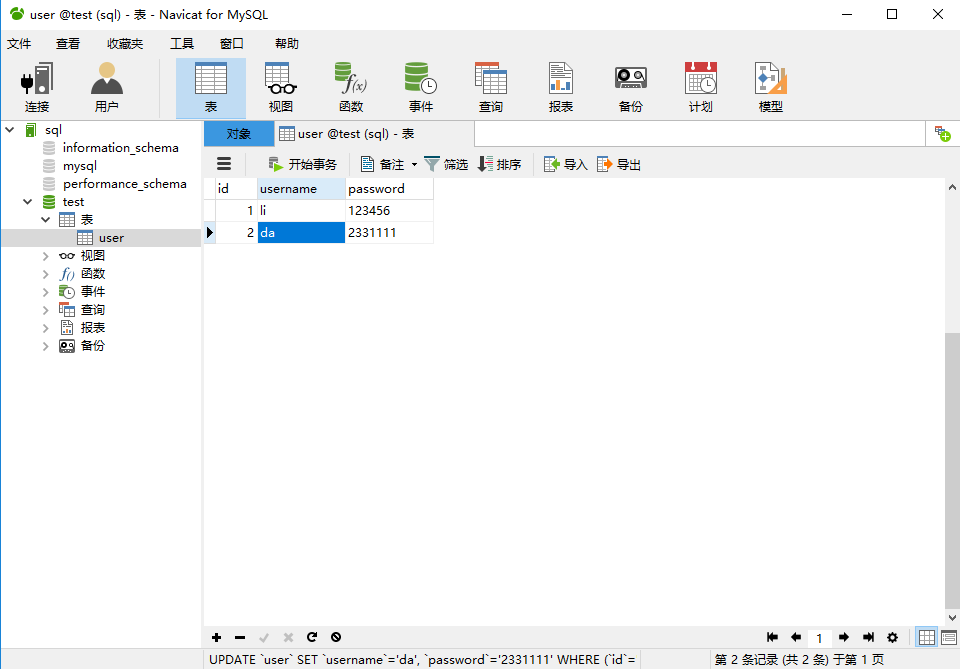 user @test (sql) - 表 - Navicat for MySQL
文件 查看 收藏夹 工具 窗口 帮助
连接 用户 表 视图 函数 事件 查询 报表 备份 计划 模型
sql
information_schema
mysql
performance_schema
test
表
user
视图
函数
事件
查询
报表
备份
对象 user @test (sql) - 表
开始事务 备注 筛选 排序 导入 导出
id username password
1 li 123456
2 da 2331111
1
UPDATE `user` SET `username`='da', `password`='2331111' WHERE (`id`=
第 2 条记录 (共 2 条) 于第 1 页